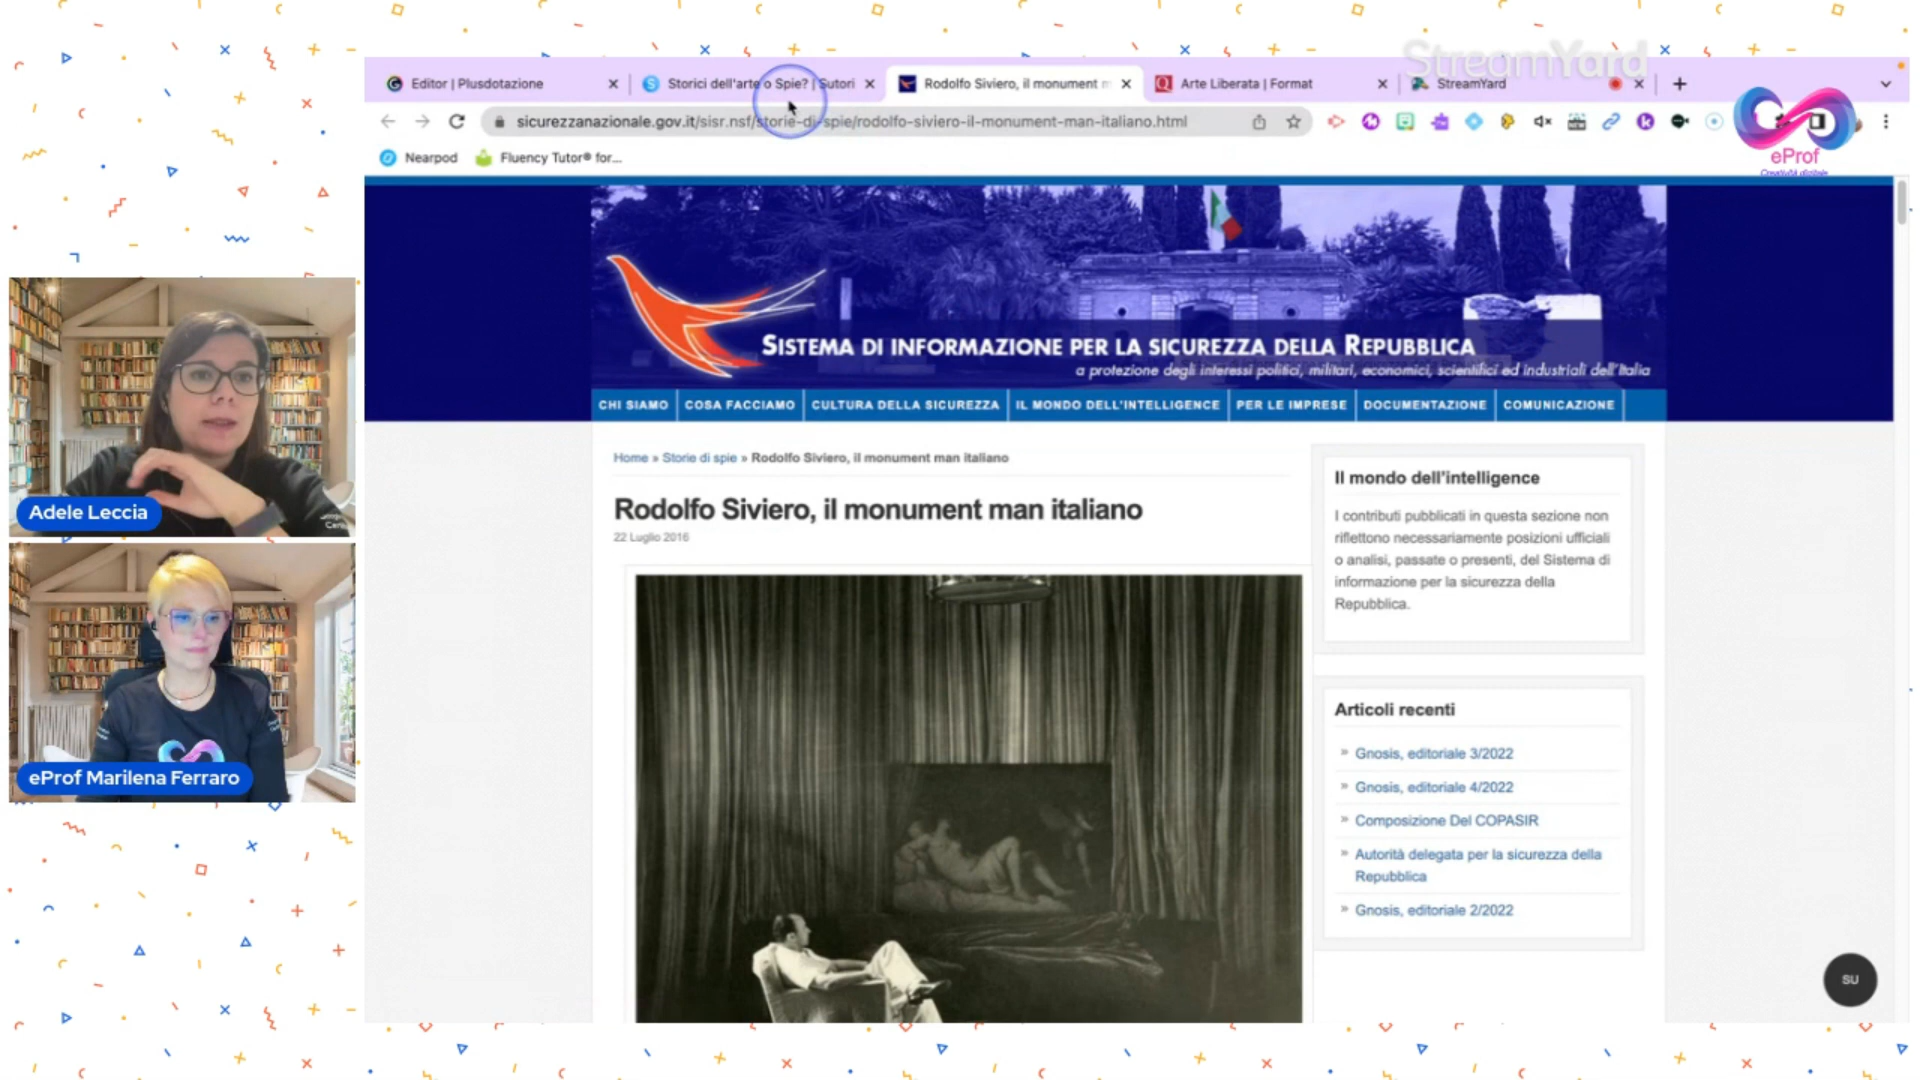 StreamYard
Editor | Plusdotazione
Storici dell'arte o Spie? | Sutori
Rodolfo Siviero, il monument m
Arte Liberata | Format
StreamYard
sicurezzanazionale.gov.it/sisr.nsf/storie-di-spie/rodolfo-siviero-il-monument-man-italiano.html
Nearpod
Fluency Tutor® for...
eProf
Creatività digitale
SISTEMA DI INFORMAZIONE PER LA SICUREZZA DELLA REPUBBLICA
a protezione degli interessi politici, militari, economici, scientifici ed industriali dell'Italia
CHI SIAMO
COSA FACCIAMO
CULTURA DELLA SICUREZZA
IL MONDO DELL'INTELLIGENCE
PER LE IMPRESE
DOCUMENTAZIONE
COMUNICAZIONE
Home » Storie di spie » Rodolfo Siviero, il monument man italiano
Rodolfo Siviero, il monument man italiano
22 Luglio 2016
Il mondo dell'intelligence
I contributi pubblicati in questa sezione non
riflettono necessariamente posizioni ufficiali
o analisi, passate o presenti, del Sistema di
informazione per la sicurezza della
Repubblica.
Articoli recenti
» Gnosis, editoriale 3/2022
» Gnosis, editoriale 4/2022
» Composizione Del COPASIR
» Autorità delegata per la sicurezza della
Repubblica
» Gnosis, editoriale 2/2022
SU
Adele Leccia
eProf Marilena Ferraro